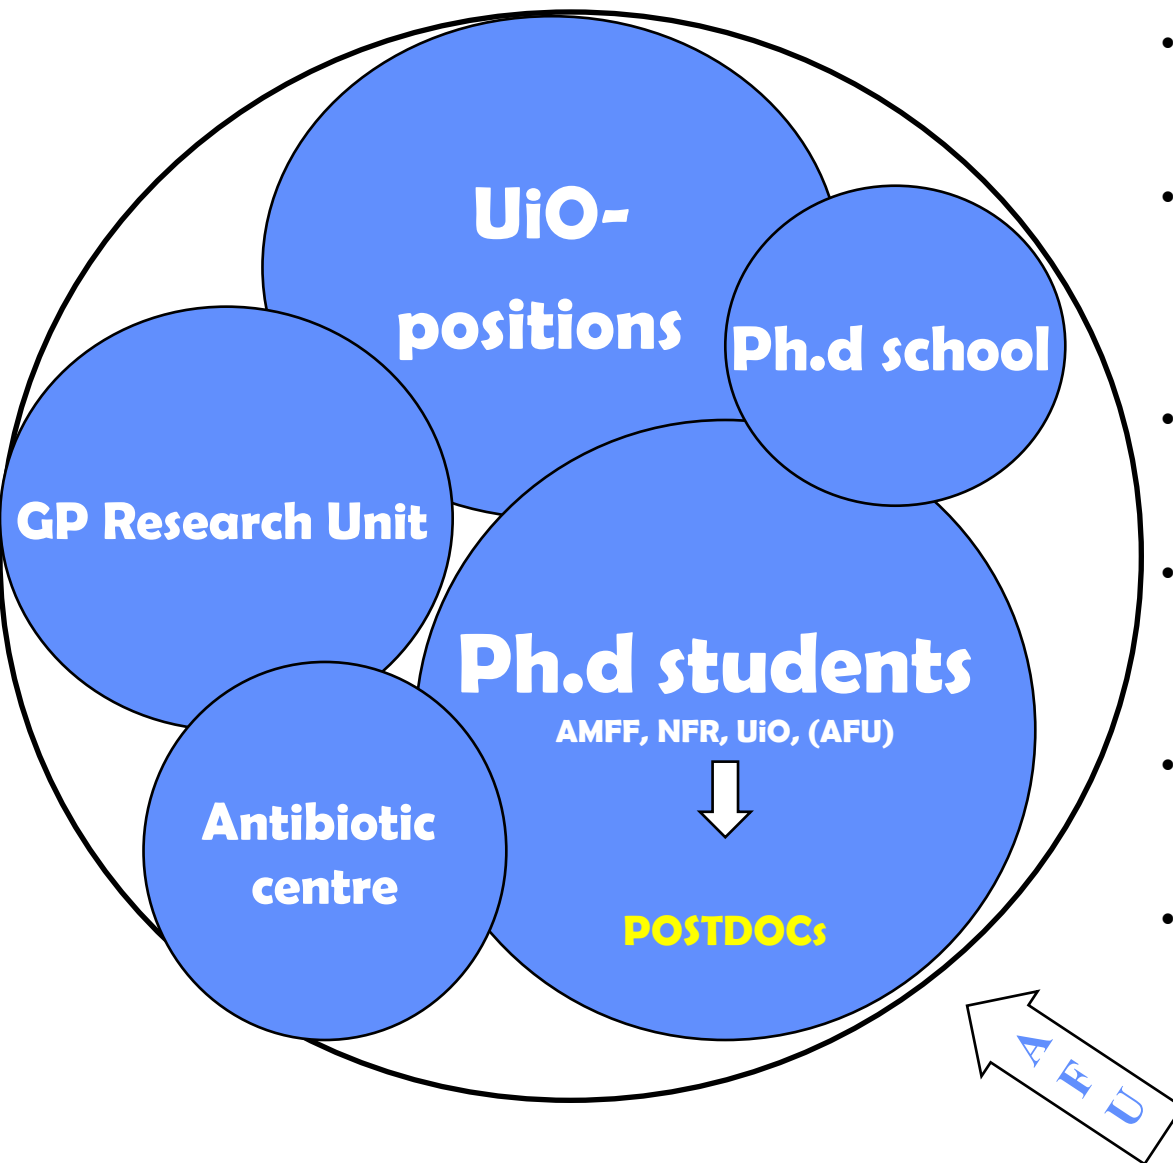 UiO-
positions
Ph.d school
GP Research Unit
Ph.d students
AMFF, NFR, UiO, (AFU)
Antibiotic
centre
POSTDOCs
A F U